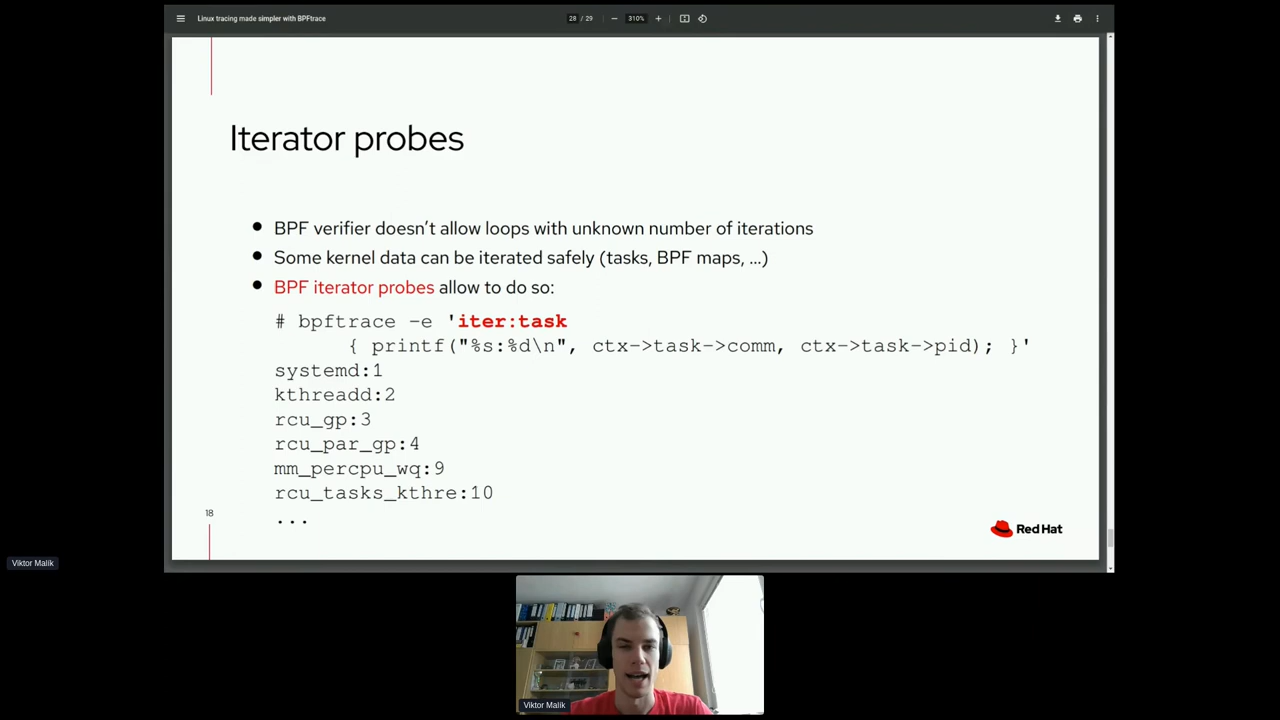 Linux tracing made simpler with BPFtrace
28 / 29
310%
Iterator probes
● BPF verifier doesn't allow loops with unknown number of iterations
● Some kernel data can be iterated safely (tasks, BPF maps, …)
● BPF iterator probes allow to do so:
# bpftrace -e 'iter:task
{ printf("%s:%d\n", ctx->task->comm, ctx->task->pid); }'
systemd:1
kthreadd:2
rcu_gp:3
rcu_par_gp:4
mm_percpu_wq:9
rcu_tasks_kthre:10
...
18
Red Hat
Viktor Malik
Viktor Malik